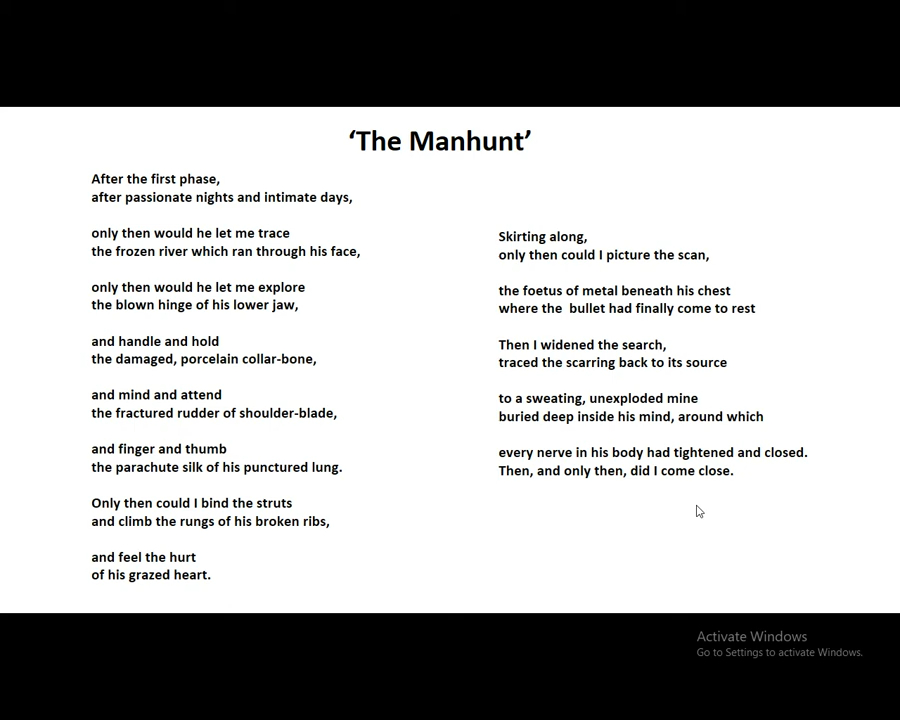 ‘The Manhunt’
After the first phase,
after passionate nights and intimate days,
only then would he let me trace
the frozen river which ran through his face,
only then would he let me explore
the blown hinge of his lower jaw,
and handle and hold
the damaged, porcelain collar-bone,
and mind and attend
the fractured rudder of shoulder-blade,
and finger and thumb
the parachute silk of his punctured lung.
Only then could I bind the struts
and climb the rungs of his broken ribs,
and feel the hurt
of his grazed heart.
Skirting along,
only then could I picture the scan,
the foetus of metal beneath his chest
where the  bullet had finally come to rest
Then I widened the search,
traced the scarring back to its source
to a sweating, unexploded mine
buried deep inside his mind, around which
every nerve in his body had tightened and closed.
Then, and only then, did I come close.
Activate Windows
Go to Settings to activate Windows.